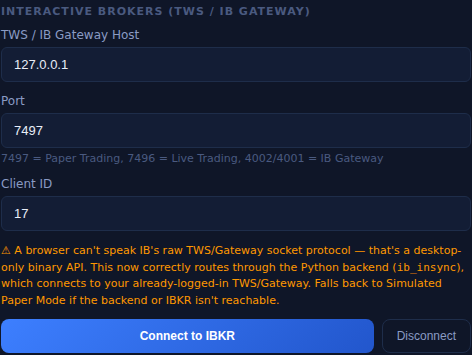 INTERACTIVE BROKERS (TWS / IB GATEWAY)
TWS / IB Gateway Host
127.0.0.1
Port
7497
7497 = Paper Trading, 7496 = Live Trading, 4002/4001 = IB Gateway
Client ID
17
⚠ A browser can't speak IB's raw TWS/Gateway socket protocol — that's a desktop-
only binary API. This now correctly routes through the Python backend (ib_insync),
which connects to your already-logged-in TWS/Gateway. Falls back to Simulated
Paper Mode if the backend or IBKR isn't reachable.
Connect to IBKR
Disconnect